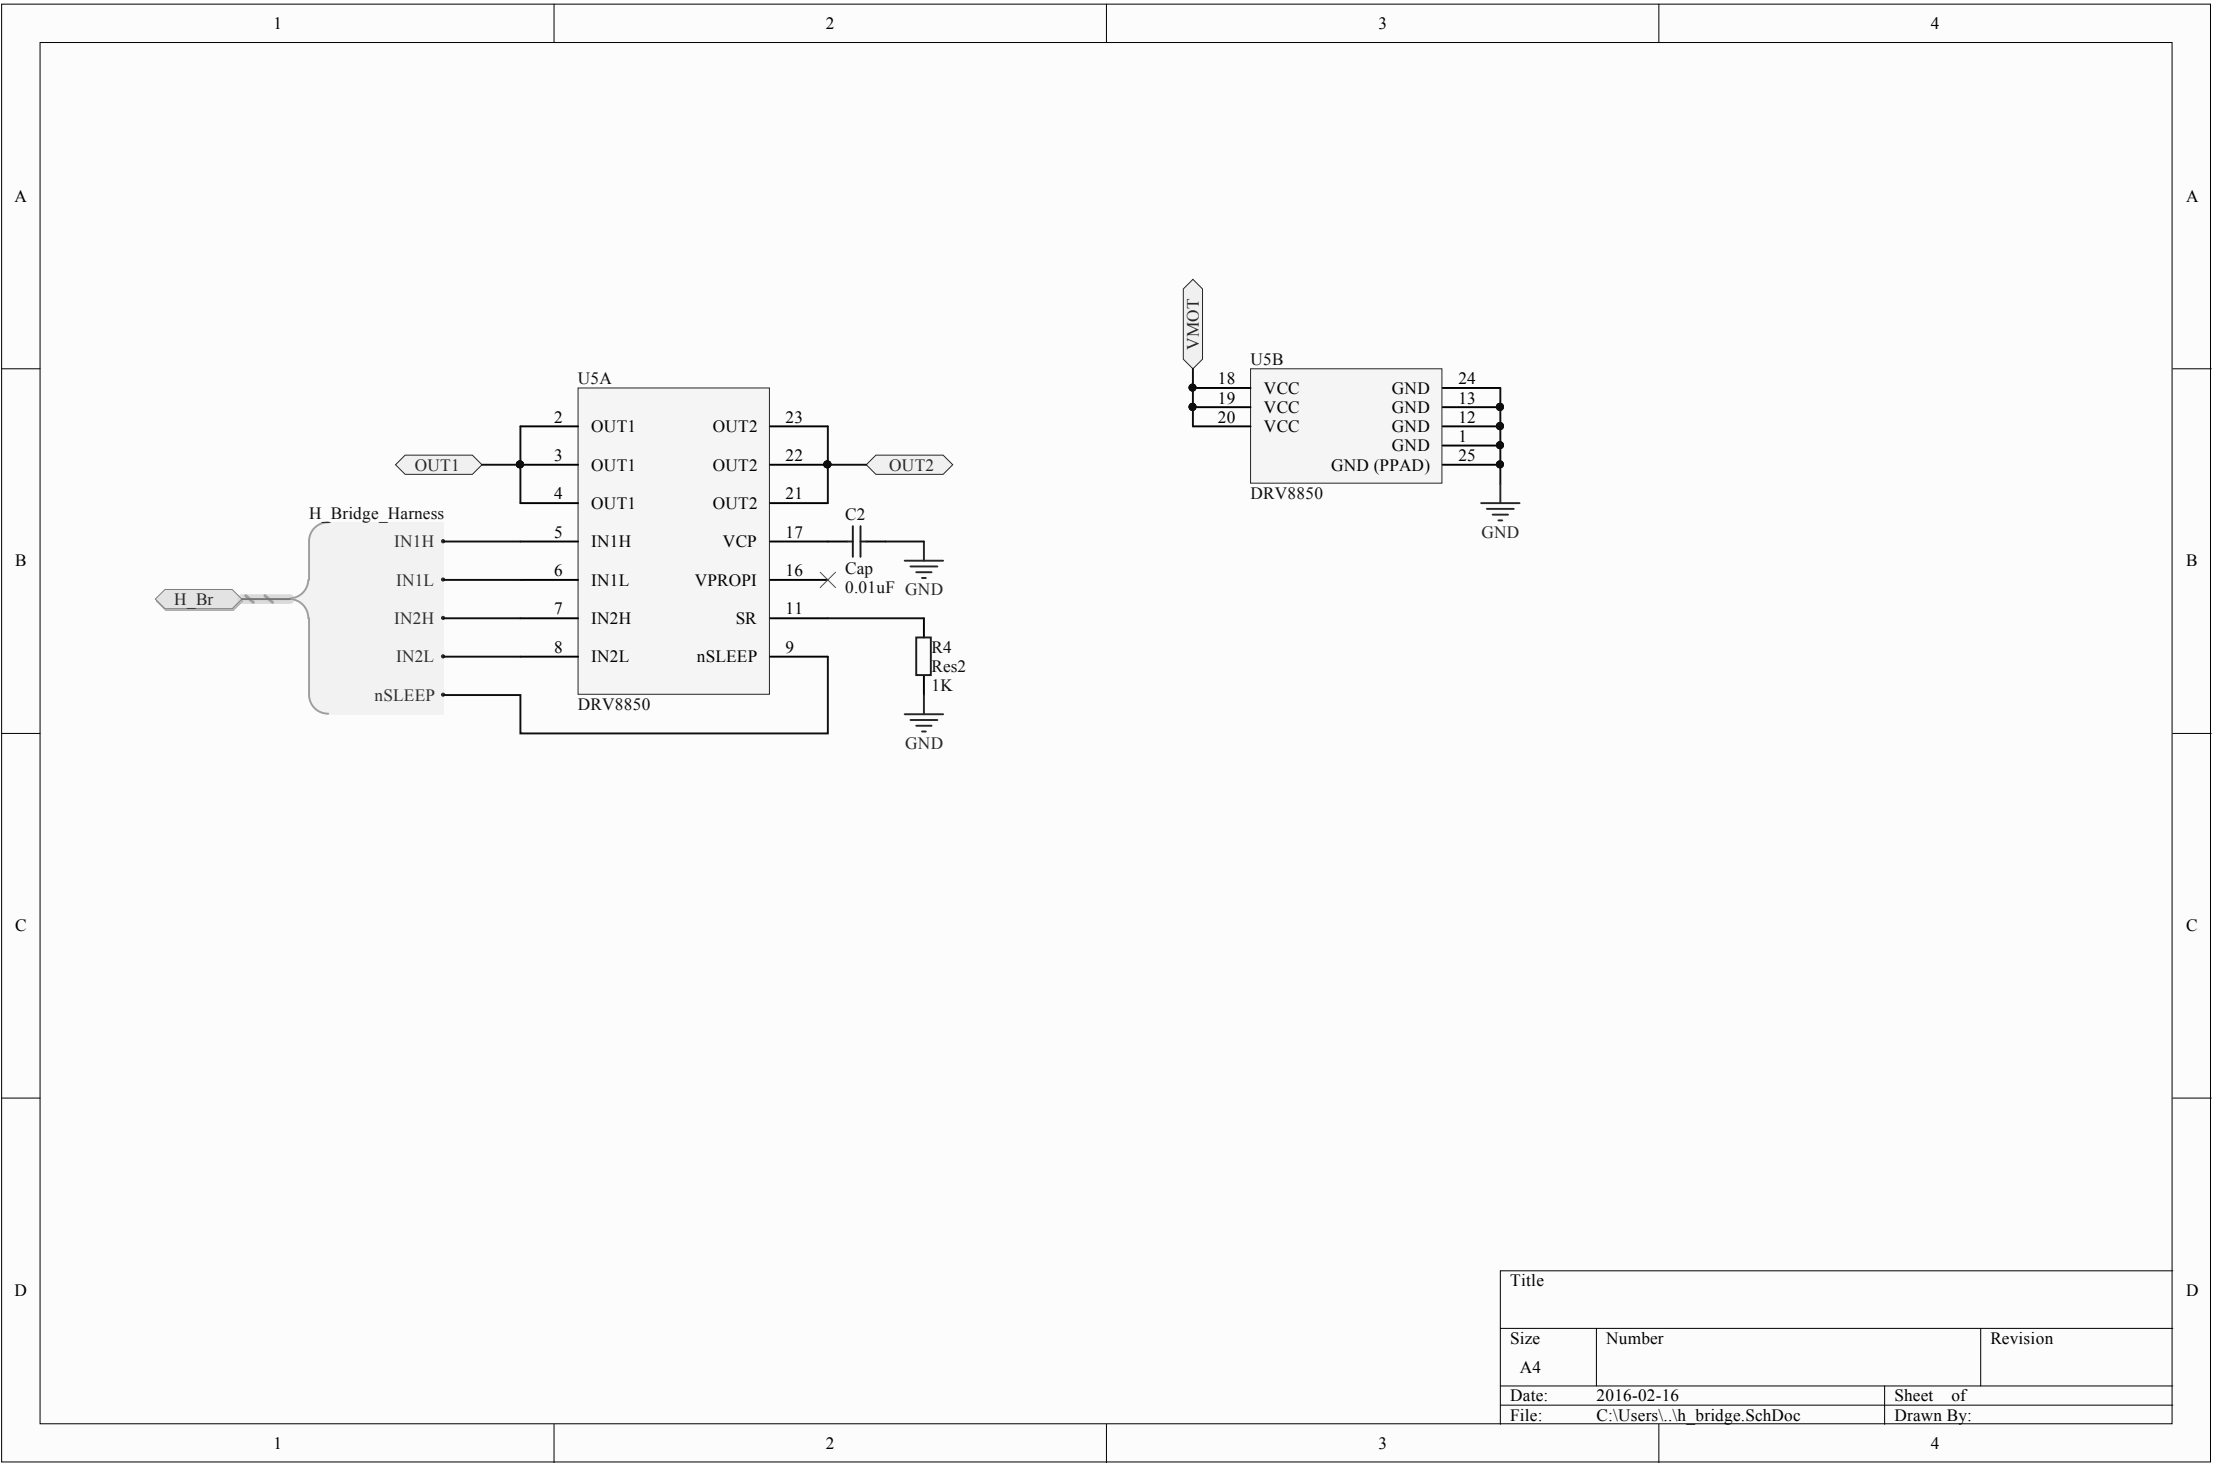 1 2 3 4
A A
VMOT
U5B
18 VCC GND 24
19 VCC GND 13
20 VCC GND 12
GND 1
GND (PPAD) 25
DRV8850
GND
U5A
2 OUT1 OUT2 23
OUT1 3 OUT1 OUT2 22 OUT2
4 OUT1 OUT2 21
H_Bridge_Harness
C2
IN1H 5 IN1H VCP 17
Cap
0.01uF
GND
IN1L 6 IN1L VPROPI 16
H_Br
IN2H 7 IN2H SR 11
R4
Res2
1K
GND
IN2L 8 IN2L nSLEEP 9
nSLEEP
DRV8850
B B
C C
D D
Title
Size Number Revision
A4
Date: 2016-02-16 Sheet of
File: C:\Users\..\h_bridge.SchDoc Drawn By:
1 2 3 4